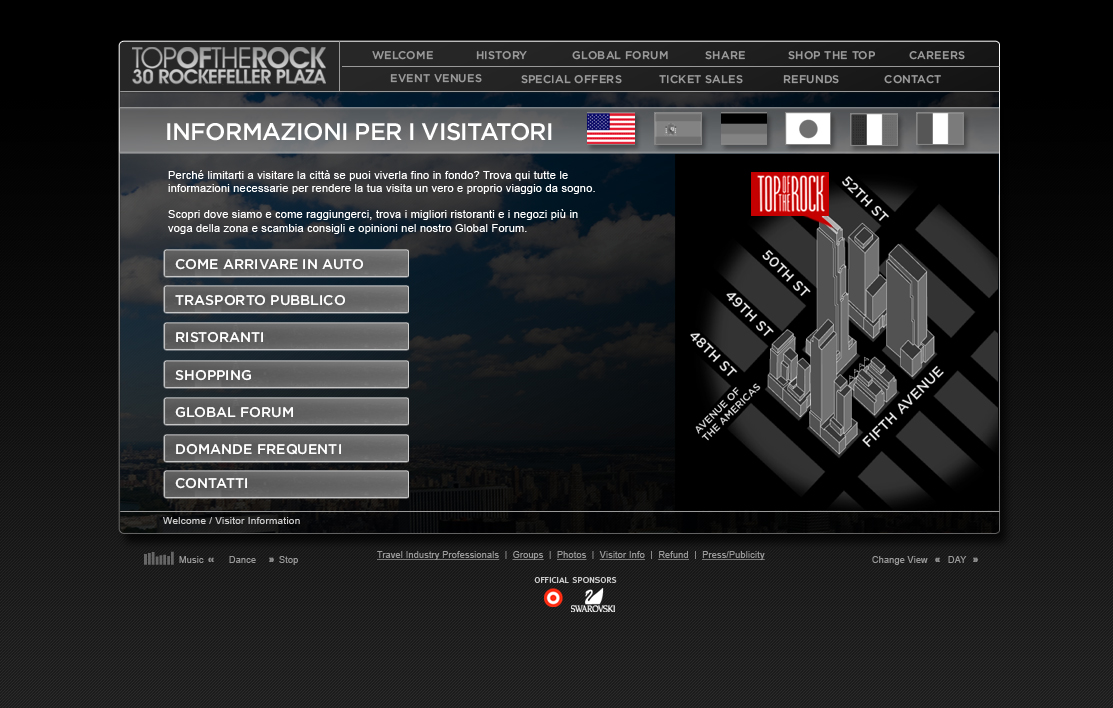 TOPOFTHEROCK
30 ROCKEFELLER PLAZA
WELCOME HISTORY GLOBAL FORUM SHARE SHOP THE TOP CAREERS
EVENT VENUES SPECIAL OFFERS TICKET SALES REFUNDS CONTACT
INFORMAZIONI PER I VISITATORI
Perché limitarti a visitare la città se puoi viverla fino in fondo? Trova qui tutte le
informazioni necessarie per rendere la tua visita un vero e proprio viaggio da sogno.
Scopri dove siamo e come raggiungerci, trova i migliori ristoranti e i negozi più in
voga della zona e scambia consigli e opinioni nel nostro Global Forum.
COME ARRIVARE IN AUTO
TRASPORTO PUBBLICO
RISTORANTI
SHOPPING
GLOBAL FORUM
DOMANDE FREQUENTI
CONTATTI
TOP OF THE ROCK
52TH ST
50TH ST
49TH ST
48TH ST
AVENUE OF
THE AMERICAS
FIFTH AVENUE
Welcome / Visitor Information
Music « Dance » Stop
Travel Industry Professionals | Groups | Photos | Visitor Info | Refund | Press/Publicity
Change View « DAY »
OFFICIAL SPONSORS
SWAROVSKI